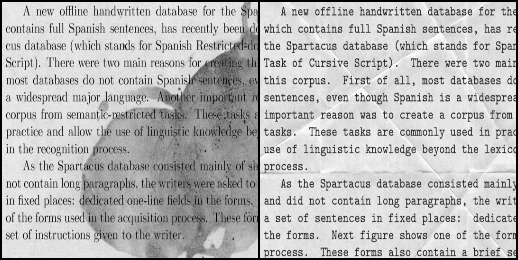 A new offline handwritten database for the Spa
contains full Spanish sentences, has recently been de
cus database (which stands for Spanish Restricted-do
Script). There were two main reasons for creating th
most databases do not contain Spanish sentences, ev
a widespread major language. Another important re
corpus from semantic-restricted tasks. These tasks a
practice and allow the use of linguistic knowledge be
in the recognition process.
As the Spartacus database consisted mainly of sh
not contain long paragraphs, the writers were asked to
in fixed places: dedicated one-line fields in the forms.
of the forms used in the acquisition process. These for
set of instructions given to the writer.
A new offline handwritten database for the
which contains full Spanish sentences, has re
the Spartacus database (which stands for Span
Task of Cursive Script). There were two main
this corpus. First of all, most databases do
sentences, even though Spanish is a widesprea
important reason was to create a corpus from
tasks. These tasks are commonly used in prac
use of linguistic knowledge beyond the lexico
process.
As the Spartacus database consisted mainly
and did not contain long paragraphs, the writ
a set of sentences in fixed places: dedicate
the forms. Next figure shows one of the form
process. These forms also contain a brief se